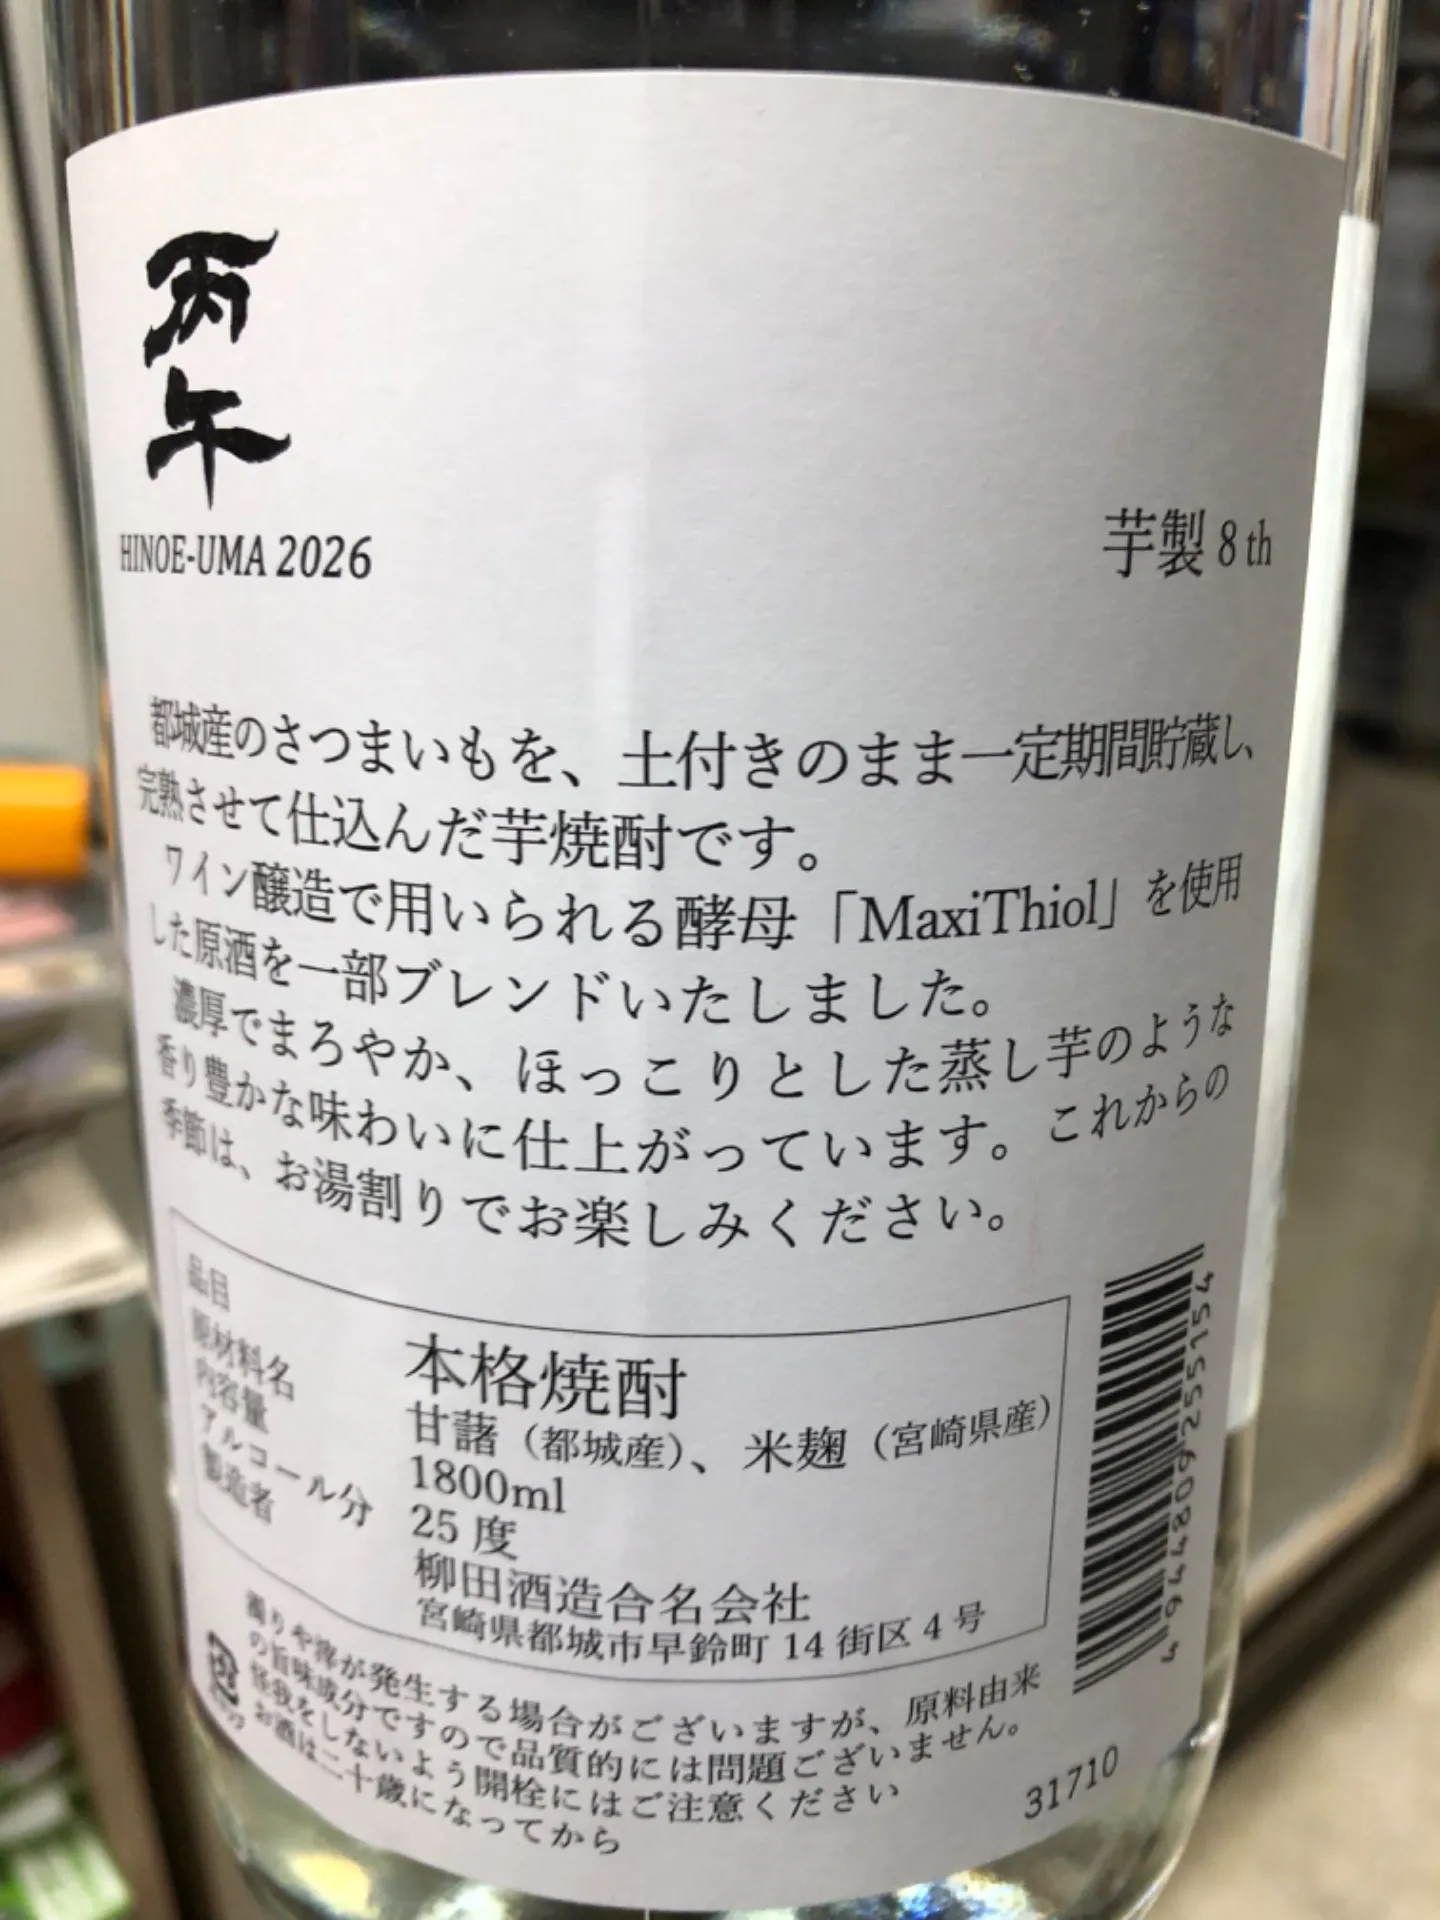 丙午
HINOE-UMA 2026
芋製 8 th
都城産のさつまいもを、土付きのまま一定期間貯蔵し、
完熟させて仕込んだ芋焼酎です。
ワイン醸造で用いられる酵母「MaxiThiol」を使用
した原酒を一部ブレンドいたしました。
濃厚でまろやか、ほっこりとした蒸し芋のような
香り豊かな味わいに仕上がっています。これからの
季節は、お湯割りでお楽しみください。
品目 本格焼酎
原材料名 甘藷（都城産）、米麹（宮崎県産）
内容量 1800ml
アルコール分 25 度
製造者 柳田酒造合名会社
宮崎県都城市早鈴町 14 街区 4 号
4 944809 255154
濁りや滓が発生する場合がございますが、原料由来
の旨味成分ですので品質的には問題ございません。
怪我をしないよう開栓にはご注意ください
お酒は二十歳になってから
31710